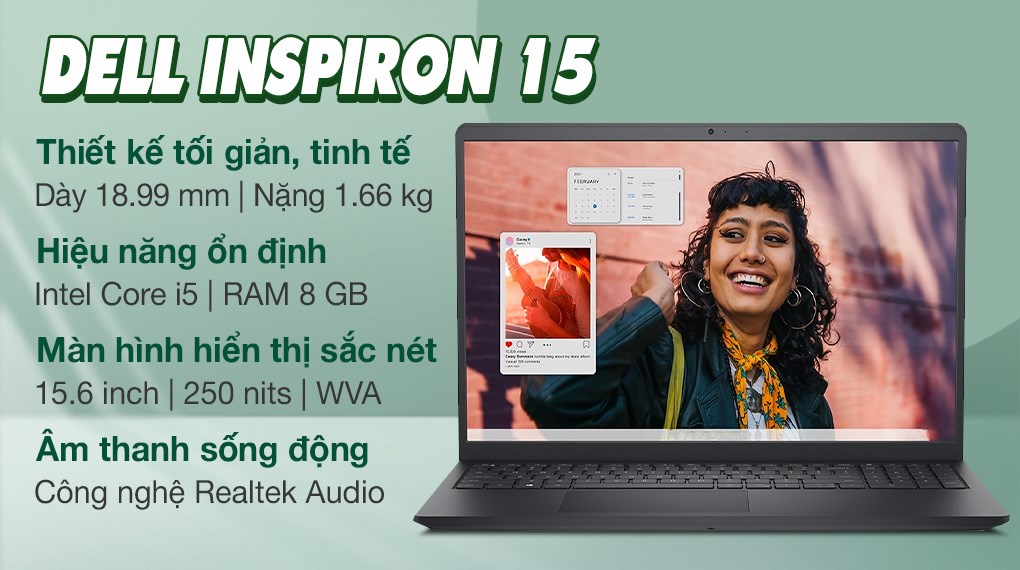 DELL INSPIRON 15
Thiết kế tối giản, tinh tế
Dày 18.99 mm | Nặng 1.66 kg
Hiệu năng ổn định
Intel Core i5 | RAM 8 GB
Màn hình hiển thị sắc nét
15.6 inch | 250 nits | WVA
Âm thanh sống động
Công nghệ Realtek Audio
FEBRUARY